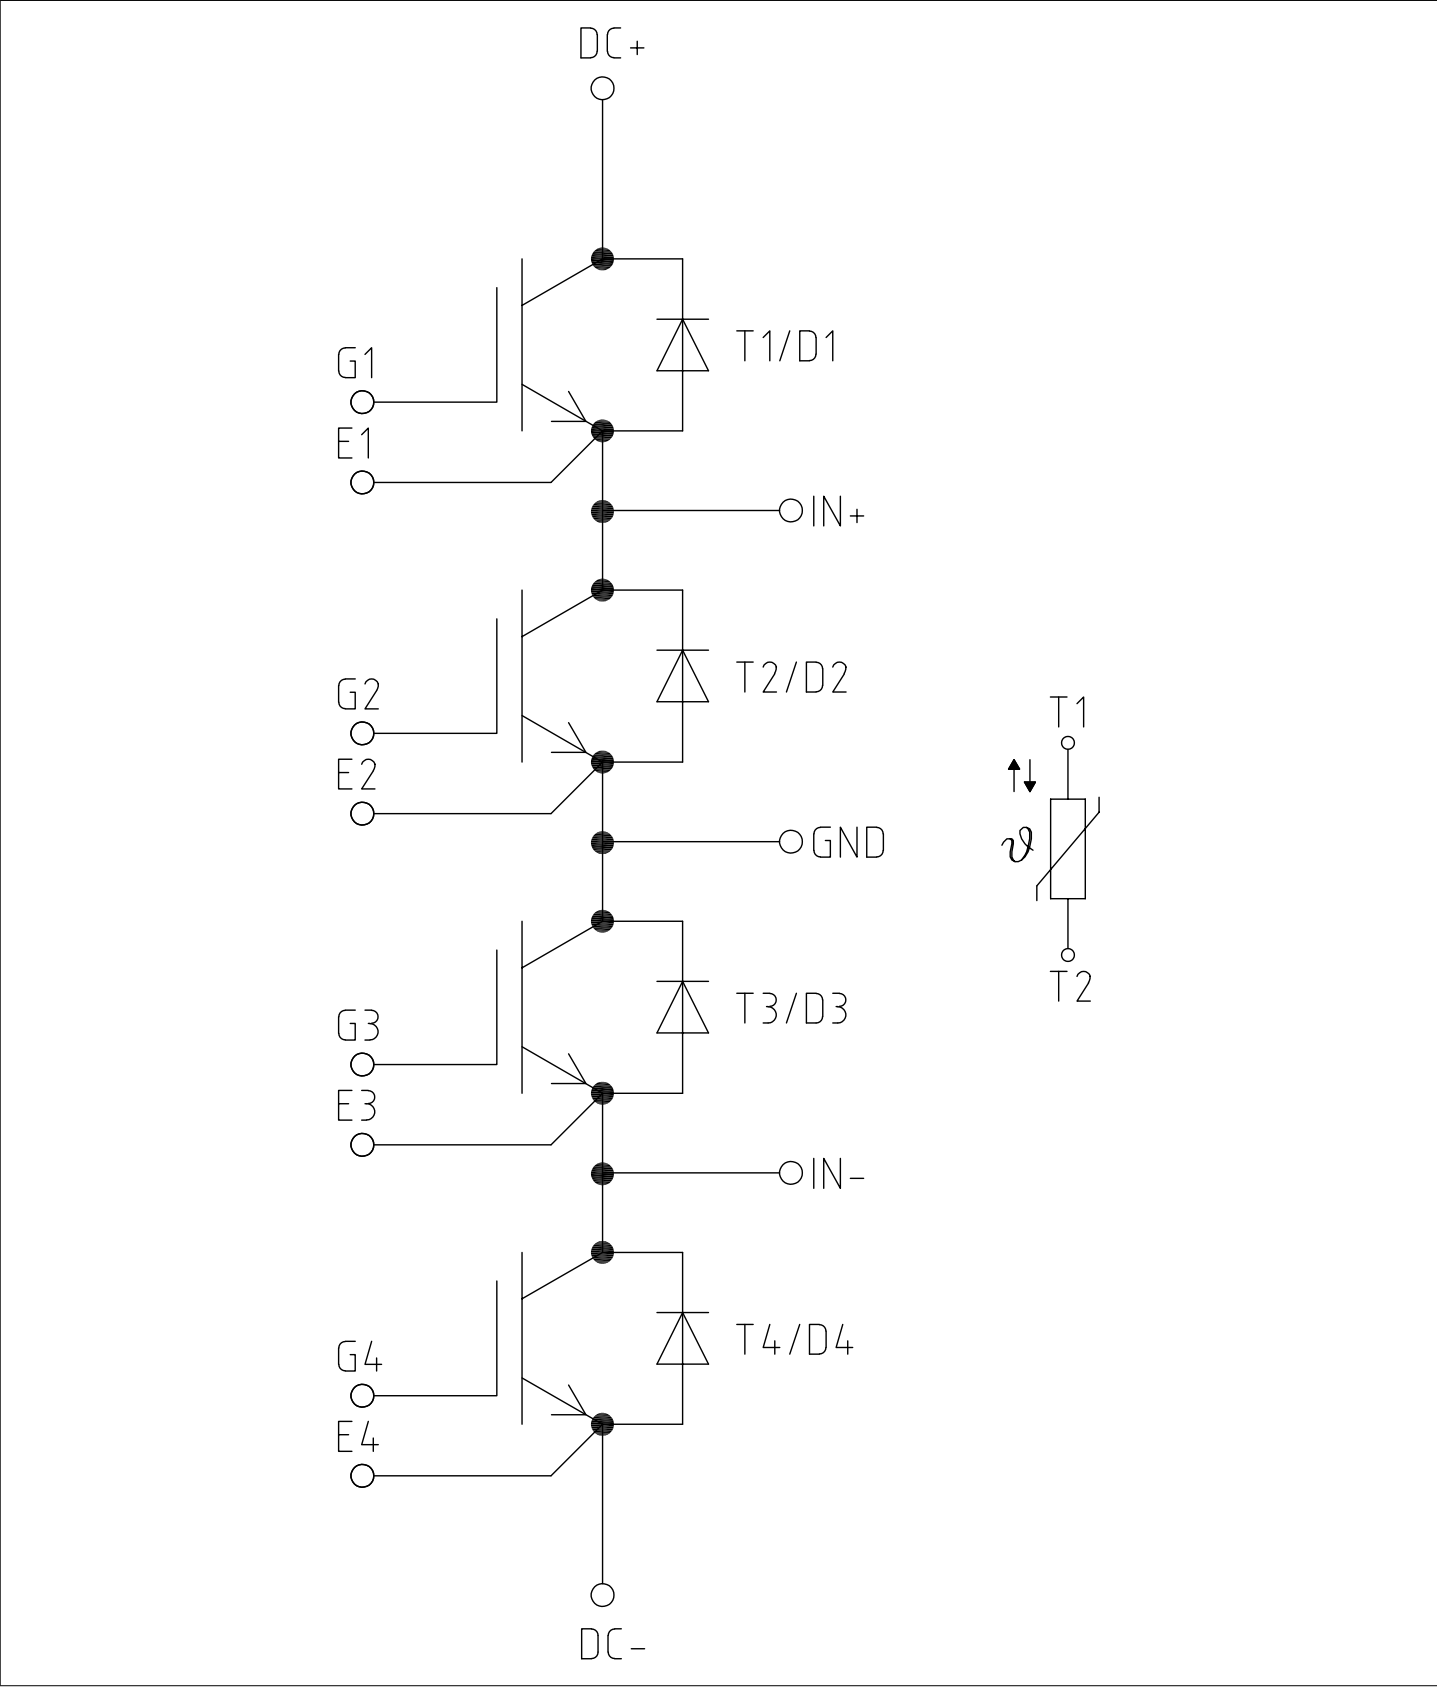 DC+
T1/D1
G1
E1
IN+
T2/D2
G2
E2
T1
GND
ϑ
T2
T3/D3
G3
E3
IN-
T4/D4
G4
E4
DC-